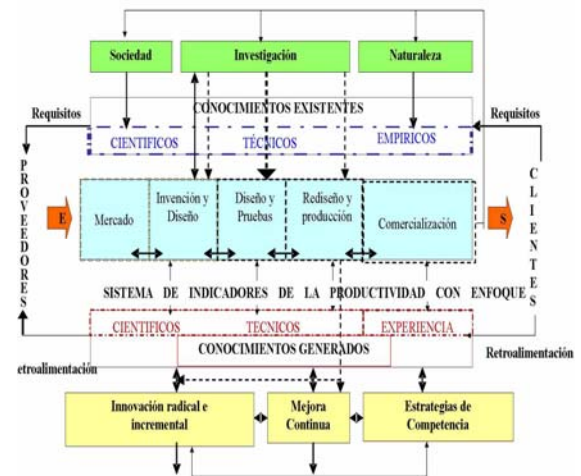 Sociedad
Investigación
Naturaleza
Requisitos
CONOCIMIENTOS EXISTENTES
Requisitos
CIENTIFICOS
TÉCNICOS
EMPIRICOS
PROVEEDORES
E
Mercado
Invención y
Diseño
Diseño y
Pruebas
Rediseño y
producción
Comercialización
S
CLIENTES
SISTEMA DE INDICADORES DE LA PRODUCTIVIDAD CON ENFOQUE
CIENTIFICOS
TECNICOS
EXPERIENCIA
CONOCIMIENTOS GENERADOS
etroalimentación
Retroalimentación
Innovación radical e
incremental
Mejora
Continua
Estrategias de
Competencia